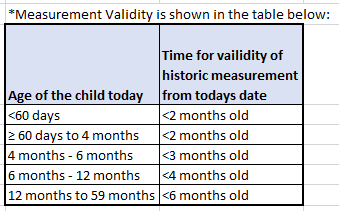 *Measurement Validity is shown in the table below:
Age of the child today	Time for vailidity of historic measurement from todays date
<60 days	<2 months old
≥ 60 days to 4 months	<2 months old
4 months - 6 months	<3 months old
6 months - 12 months	<4 months old
12 months to 59 months	<6 months old